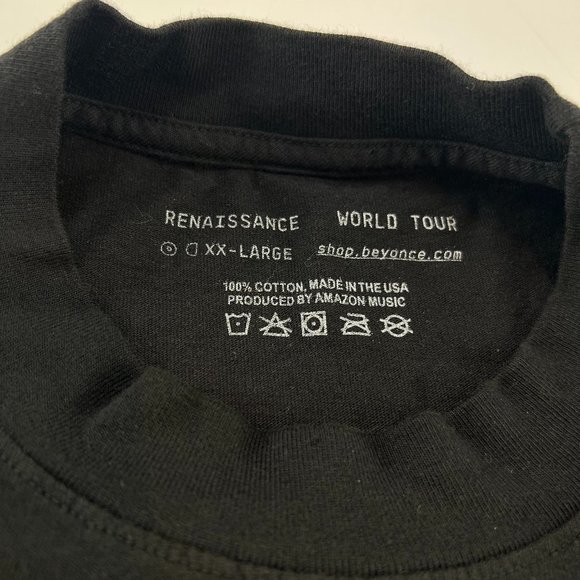 RENAISSANCE WORLD TOUR
XX-LARGE shop.beyonce.com
100% COTTON. MADE IN THE USA
PRODUCED BY AMAZON MUSIC